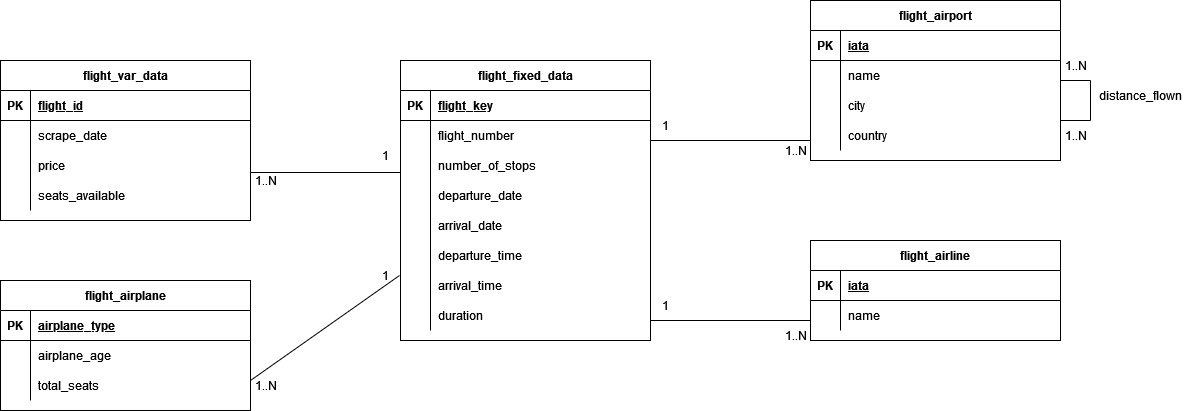 flight_var_data
PK flight_id
scrape_date
price
seats_available
1..N
1
flight_airplane
PK airplane_type
airplane_age
total_seats
1..N
1
flight_fixed_data
PK flight_key
flight_number
number_of_stops
departure_date
arrival_date
departure_time
arrival_time
duration
1
1..N
1
1..N
flight_airport
PK iata
name
city
country
1..N
distance_flown
1..N
flight_airline
PK iata
name